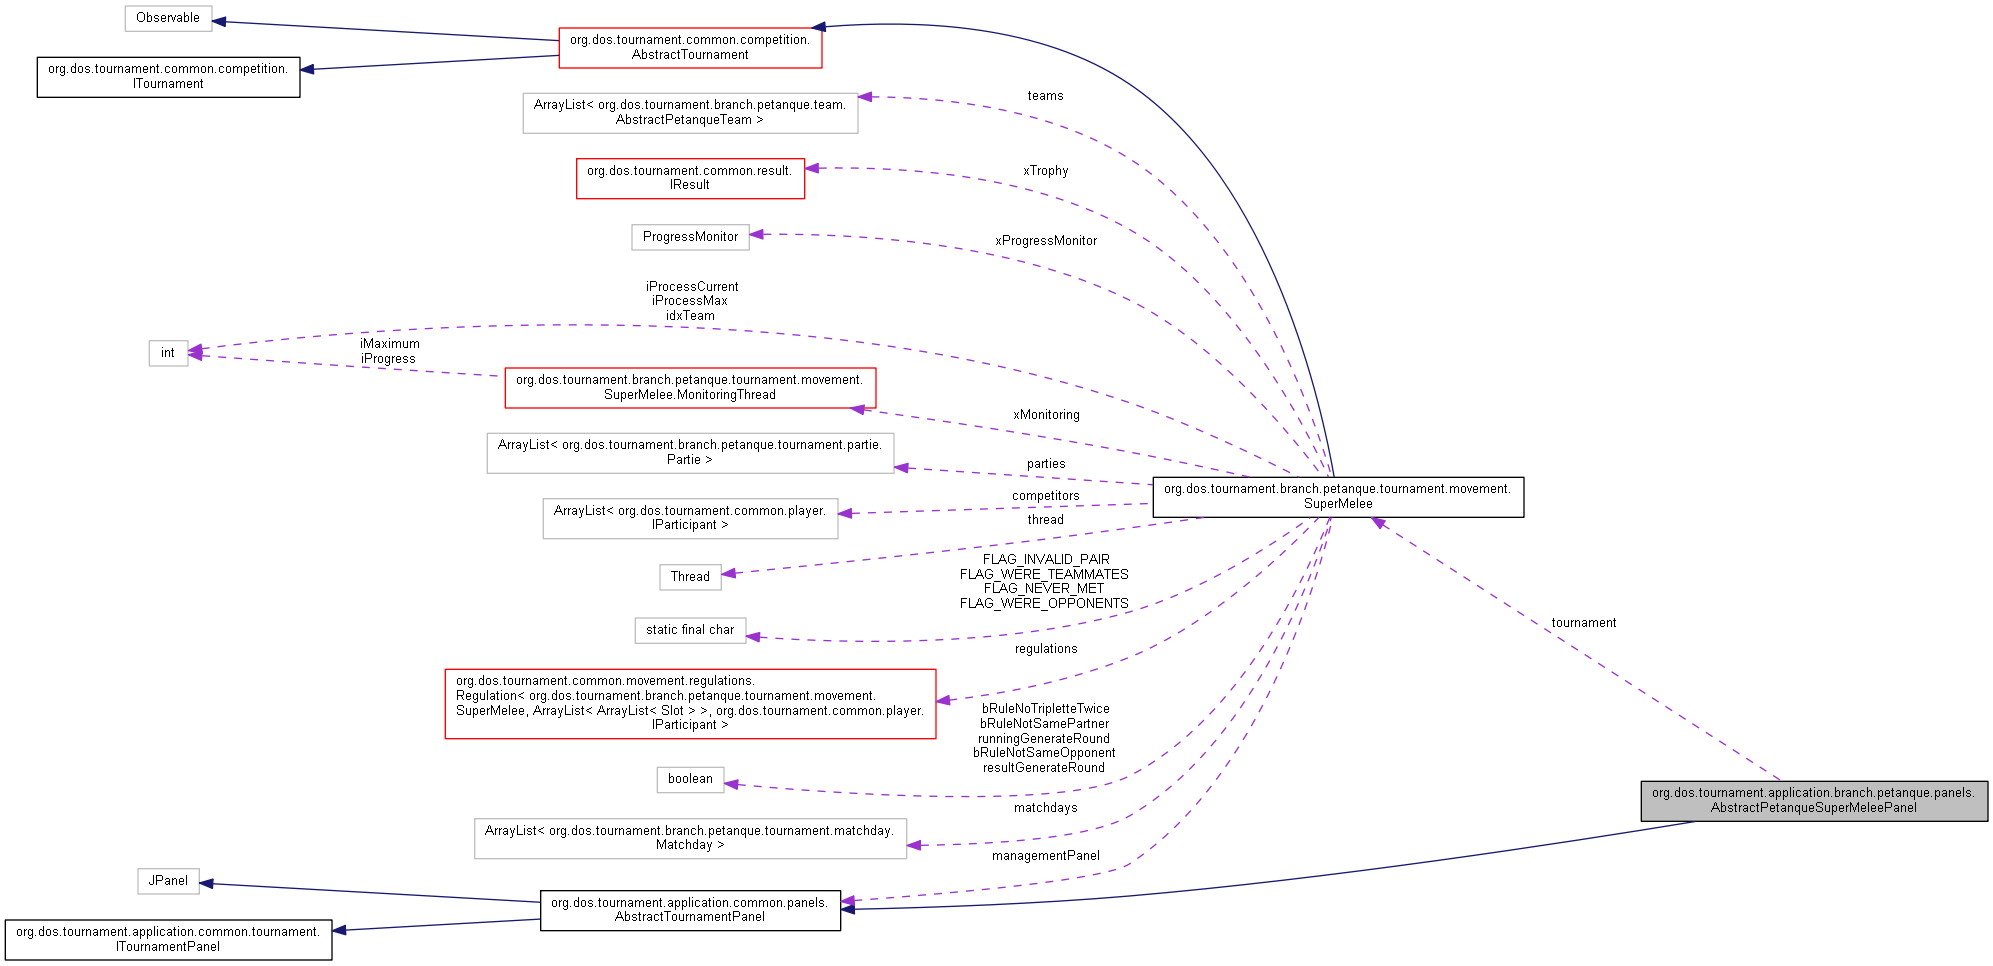 Observable
org.dos.tournament.common.competition.
AbstractTournament
org.dos.tournament.common.competition.
ITournament
teams
ArrayList< org.dos.tournament.branch.petanque.team.
AbstractPetanqueTeam >
xTrophy
org.dos.tournament.common.result.
IResult
xProgressMonitor
ProgressMonitor
iProcessCurrent
iProcessMax
idxTeam
int
iMaximum
iProgress
org.dos.tournament.branch.petanque.tournament.movement.
SuperMelee.MonitoringThread
xMonitoring
ArrayList< org.dos.tournament.branch.petanque.tournament.partie.
Partie >
parties
org.dos.tournament.branch.petanque.tournament.movement.
SuperMelee
competitors
ArrayList< org.dos.tournament.common.player.
IParticipant >
thread
Thread
FLAG_INVALID_PAIR
FLAG_WERE_TEAMMATES
FLAG_NEVER_MET
FLAG_WERE_OPPONENTS
static final char
tournament
regulations
org.dos.tournament.common.movement.regulations.
Regulation< org.dos.tournament.branch.petanque.tournament.movement.
SuperMelee, ArrayList< ArrayList< Slot > >, org.dos.tournament.common.player.
IParticipant >
bRuleNoTripletteTwice
bRuleNotSamePartner
runningGenerateRound
bRuleNotSameOpponent
resultGenerateRound
boolean
org.dos.tournament.application.branch.petanque.panels.
AbstractPetanqueSuperMeleePanel
matchdays
ArrayList< org.dos.tournament.branch.petanque.tournament.matchday.
Matchday >
managementPanel
JPanel
org.dos.tournament.application.common.panels.
AbstractTournamentPanel
org.dos.tournament.application.common.tournament.
ITournamentPanel